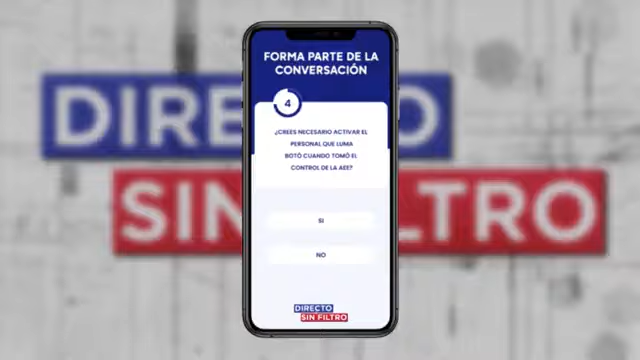 FORMA PARTE DE LA
CONVERSACIÓN
4
¿CREES NECESARIO ACTIVAR EL
PERSONAL QUE LUMA
BOTÓ CUANDO TOMÓ EL
CONTROL DE LA AEE?
SI
NO
DIRECTO
SIN FILTRO
DIRECTO
SIN FILTRO